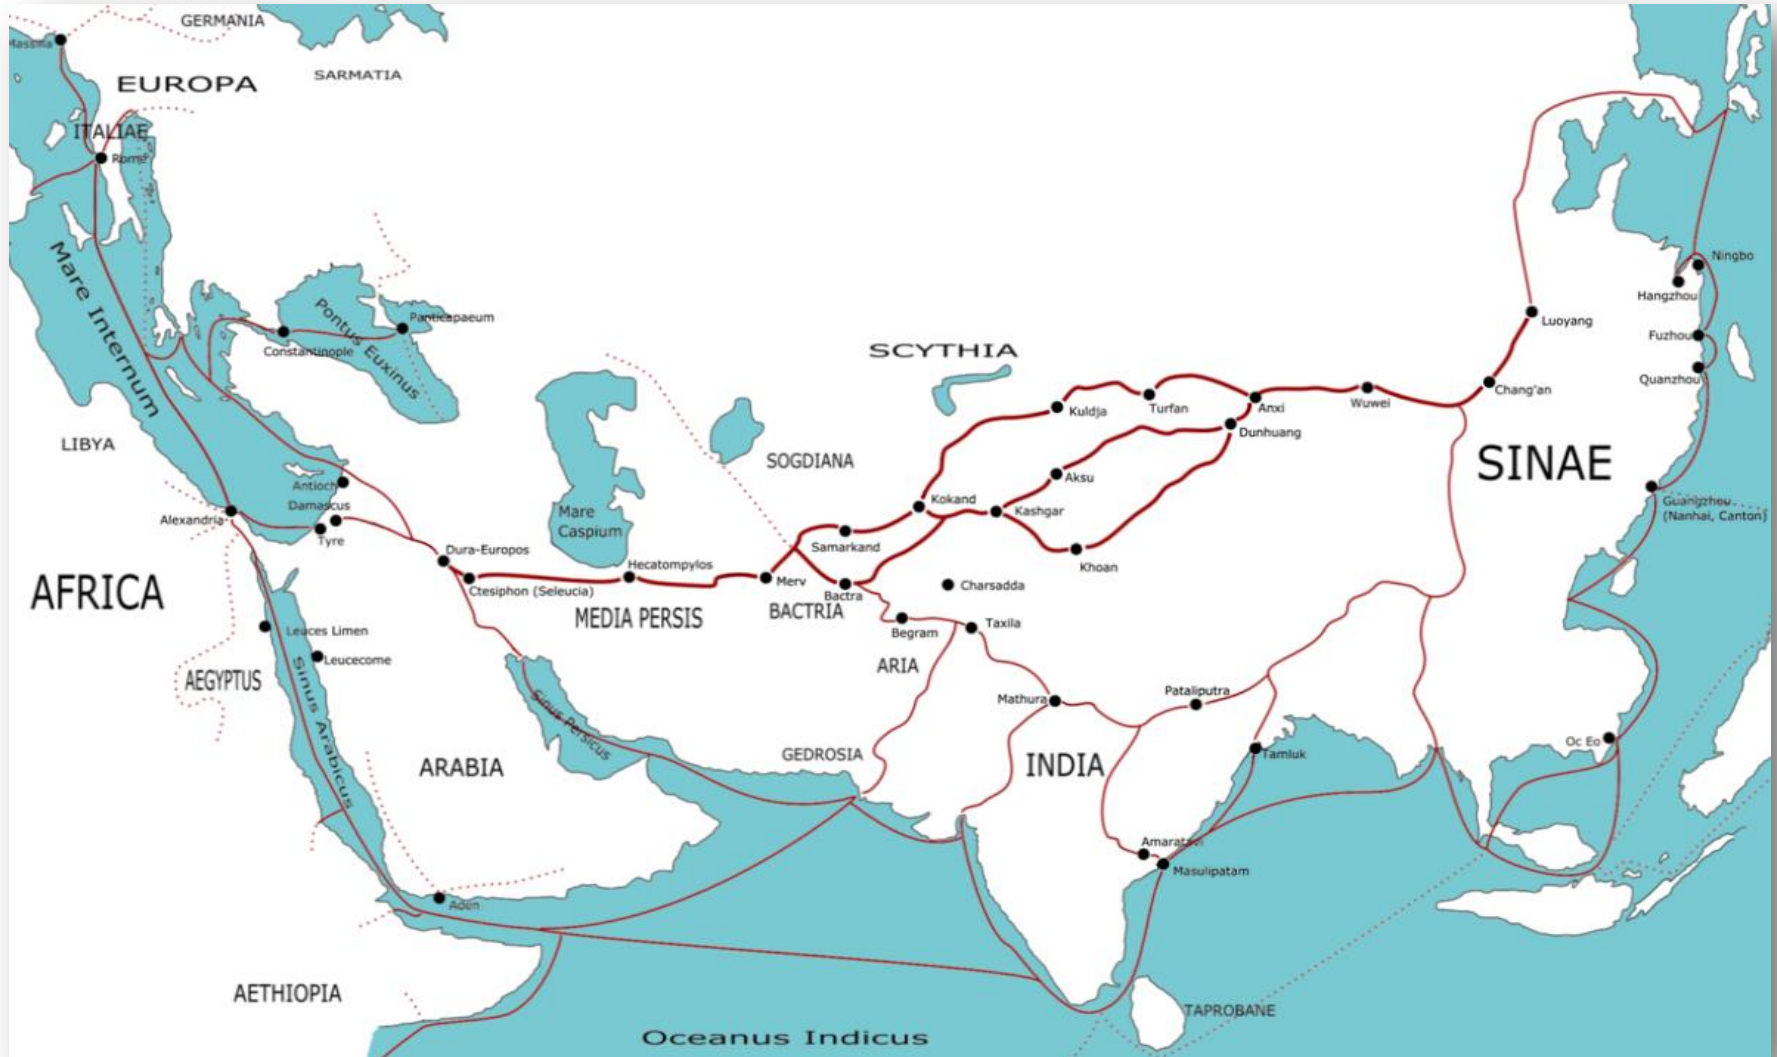 GERMANIA
Massilia
SARMATIA
EUROPA
ITALIAE
Rome
Mare Internum
Pontus Euxinus
Panticapaeum
Constantinople
Ningbo
Hangzhou
Luoyang
Fuzhou
Quanzhou
SCYTHIA
Chang'an
Wuwei
Anxi
Turfan
Kuldja
Dunhuang
LIBYA
SOGDIANA
SINAE
Aksu
Antioch
Damascus
Kokand
Kashgar
Guangzhou
(Nanhai, Canton)
Alexandria
Tyre
Mare
Caspium
Samarkand
Dura-Europos
Hecatompylos
Khoan
AFRICA
Ctesiphon (Seleucia)
Merv
Bactra
Charsadda
MEDIA PERSIS
BACTRIA
Begram
Taxila
Leuces Limen
Leucecome
ARIA
AEGYPTUS
Sinus Arabicus
Sinus Persicus
Mathura
Pataliputra
ARABIA
GEDROSIA
INDIA
Tamluk
Oc Eo
Amaratavi
Masulipatam
Aden
AETHIOPIA
TAPROBANE
Oceanus Indicus